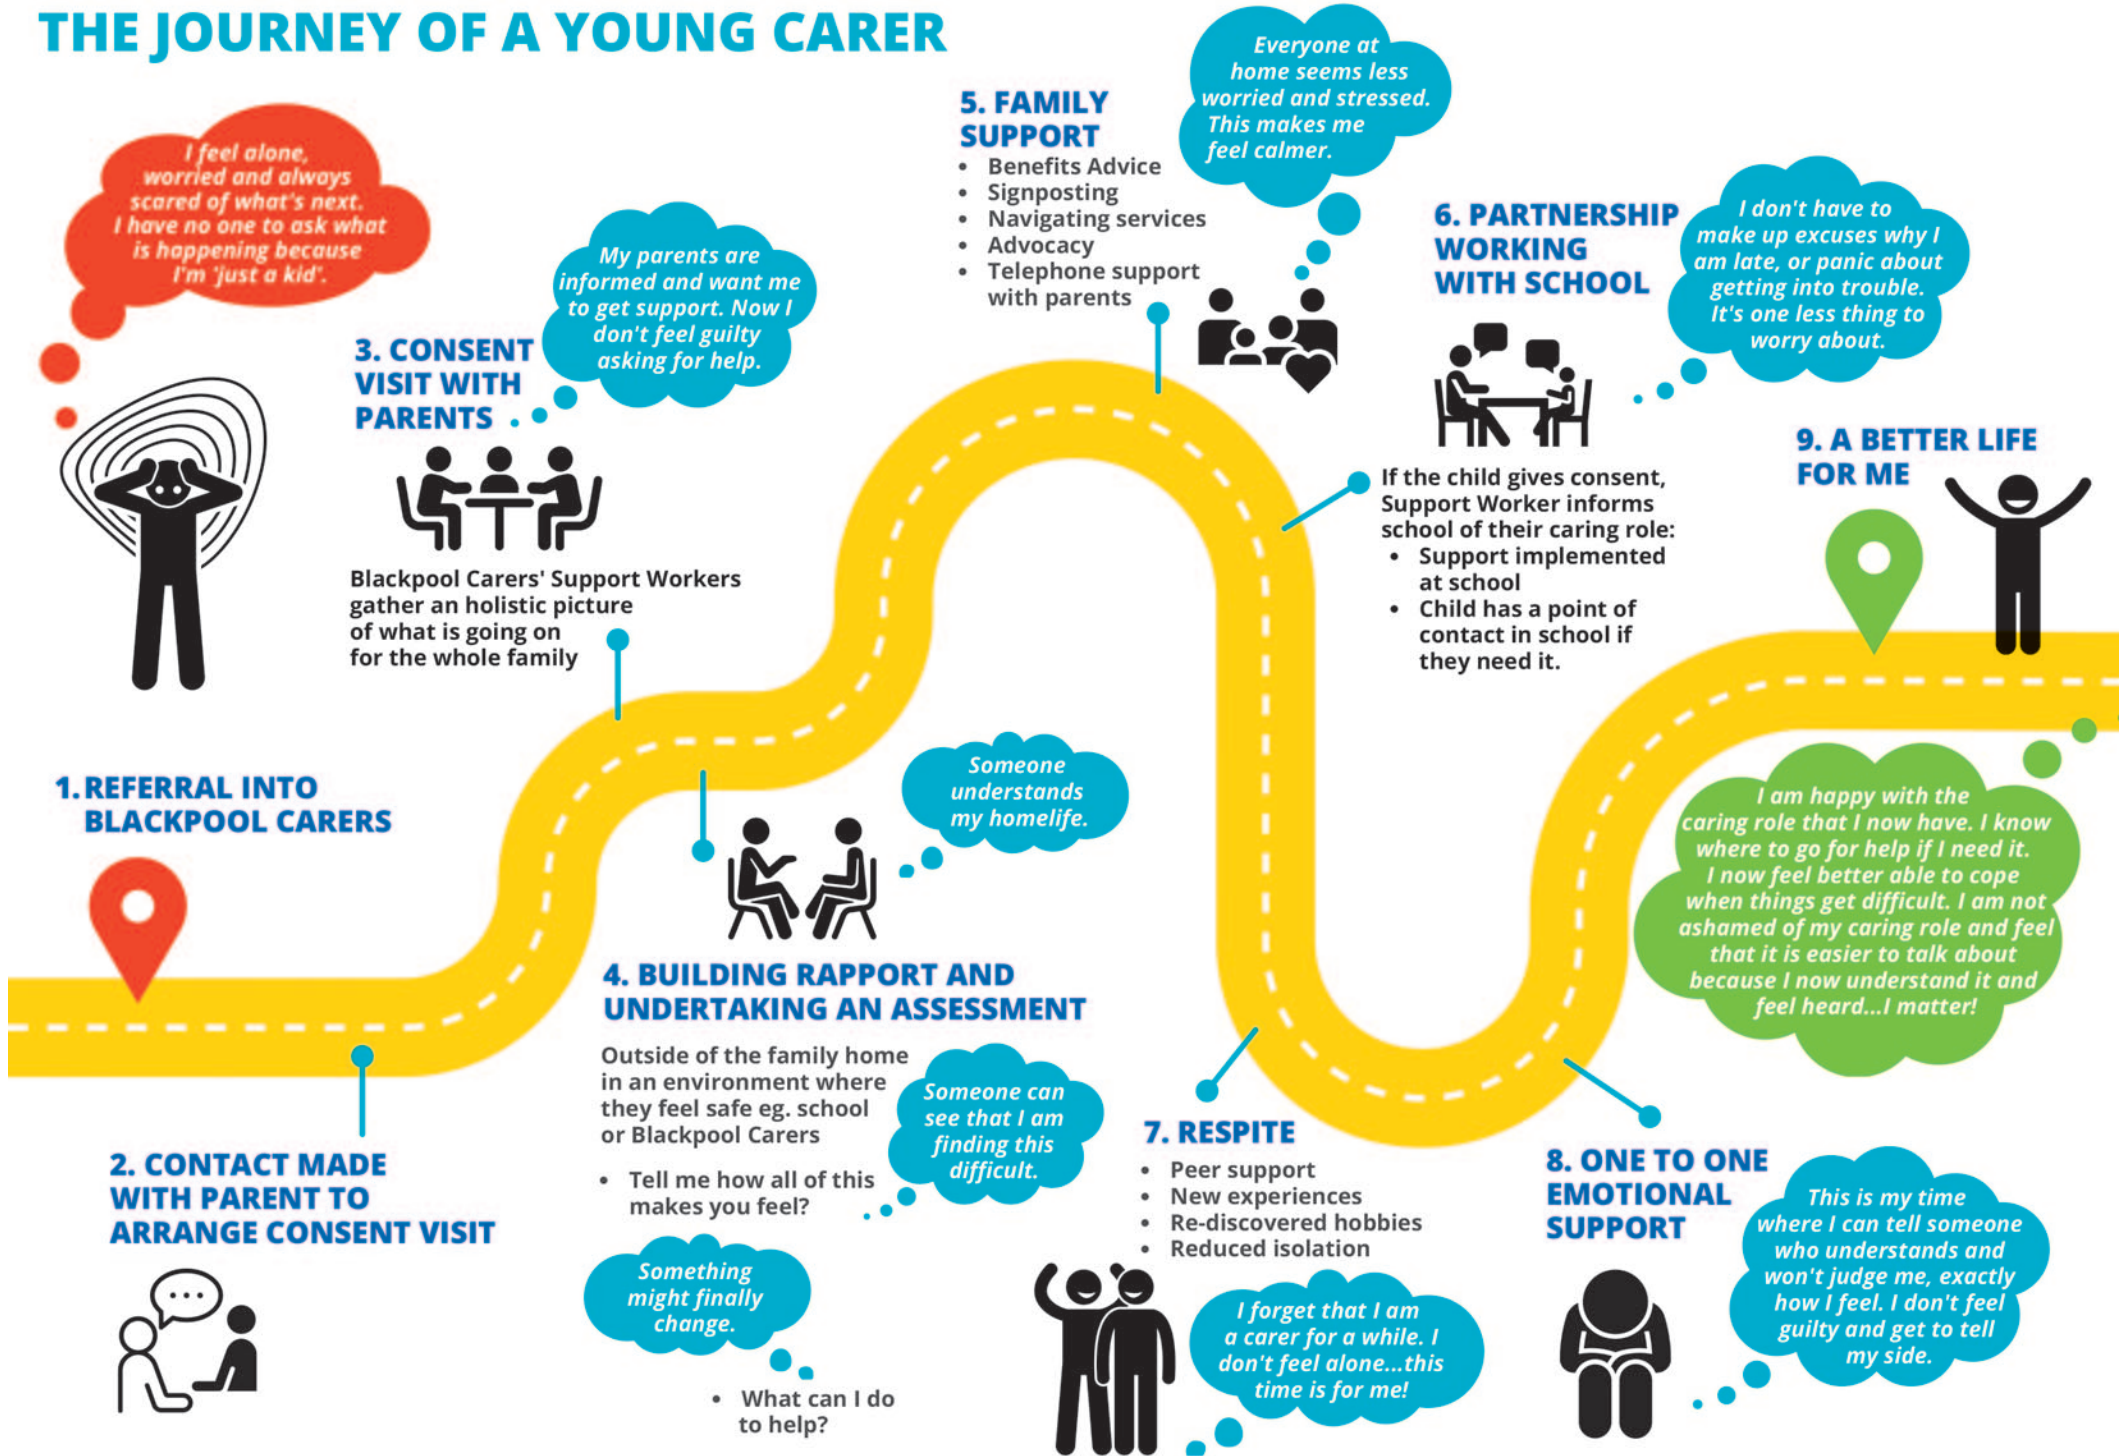 THE JOURNEY OF A YOUNG CARER
I feel alone,
worried and always
scared of what's next.
I have no one to ask what
is happening because
I'm 'just a kid'.
1. REFERRAL INTO
BLACKPOOL CARERS
2. CONTACT MADE
WITH PARENT TO
ARRANGE CONSENT VISIT
3. CONSENT
VISIT WITH
PARENTS
My parents are
informed and want me
to get support. Now I
don't feel guilty
asking for help.
Blackpool Carers' Support Workers
gather an holistic picture
of what is going on
for the whole family
Someone
understands
my homelife.
4. BUILDING RAPPORT AND
UNDERTAKING AN ASSESSMENT
Outside of the family home
in an environment where
they feel safe eg. school
or Blackpool Carers
• Tell me how all of this
makes you feel?
Someone can
see that I am
finding this
difficult.
Something
might finally
change.
• What can I do
to help?
5. FAMILY
SUPPORT
• Benefits Advice
• Signposting
• Navigating services
• Advocacy
• Telephone support
with parents
Everyone at
home seems less
worried and stressed.
This makes me
feel calmer.
6. PARTNERSHIP
WORKING
WITH SCHOOL
I don't have to
make up excuses why I
am late, or panic about
getting into trouble.
It's one less thing to
worry about.
If the child gives consent,
Support Worker informs
school of their caring role:
• Support implemented
at school
• Child has a point of
contact in school if
they need it.
7. RESPITE
• Peer support
• New experiences
• Re-discovered hobbies
• Reduced isolation
I forget that I am
a carer for a while. I
don't feel alone...this
time is for me!
8. ONE TO ONE
EMOTIONAL
SUPPORT
This is my time
where I can tell someone
who understands and
won't judge me, exactly
how I feel. I don't feel
guilty and get to tell
my side.
9. A BETTER LIFE
FOR ME
I am happy with the
caring role that I now have. I know
where to go for help if I need it.
I now feel better able to cope
when things get difficult. I am not
ashamed of my caring role and feel
that it is easier to talk about
because I now understand it and
feel heard...I matter!